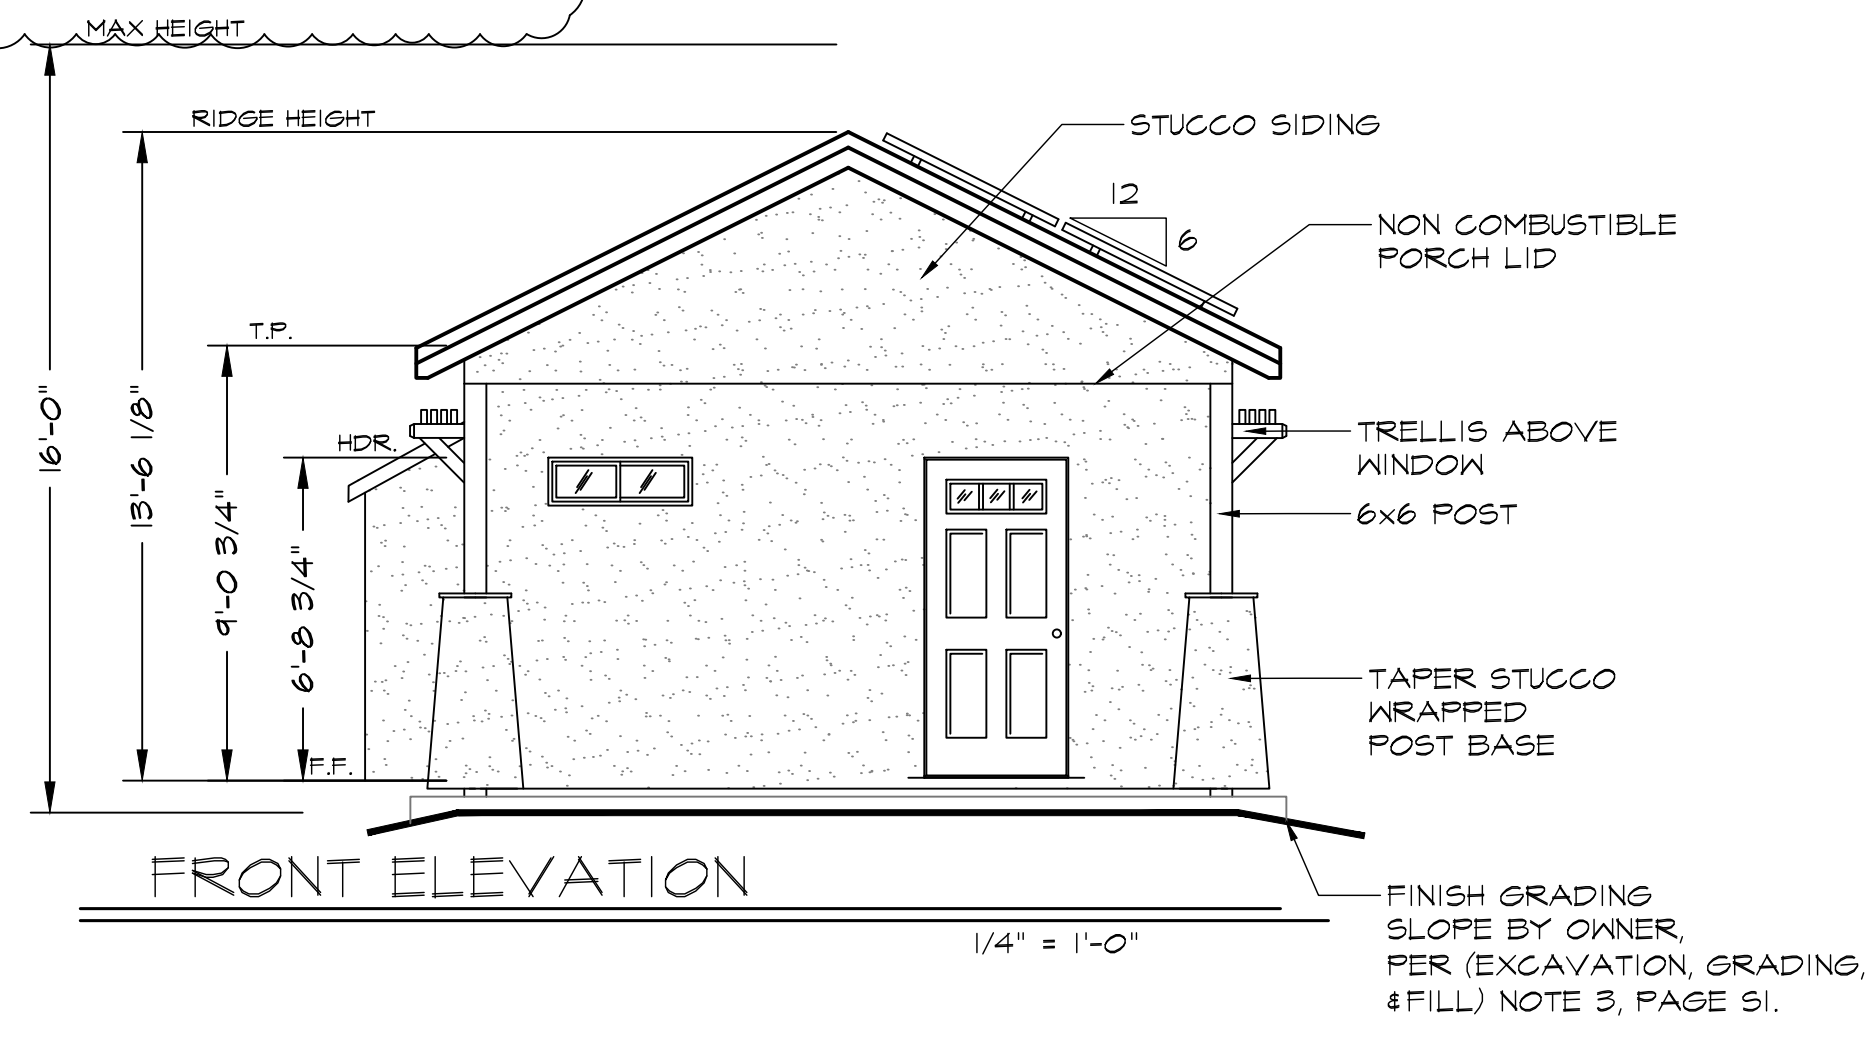 MAX HEIGHT
RIDGE HEIGHT
STUCCO SIDING
12
6
NON COMBUSTIBLE
PORCH LID
T.P.
16'-0"
13'-6 1/8"
9'-0 3/4"
6'-8 3/4"
HDR.
TRELLIS ABOVE
WINDOW
6x6 POST
TAPER STUCCO
WRAPPED
POST BASE
F.F.
FRONT ELEVATION
1/4" = 1'-0"
FINISH GRADING
SLOPE BY OWNER,
PER (EXCAVATION, GRADING,
&FILL) NOTE 3, PAGE S1.